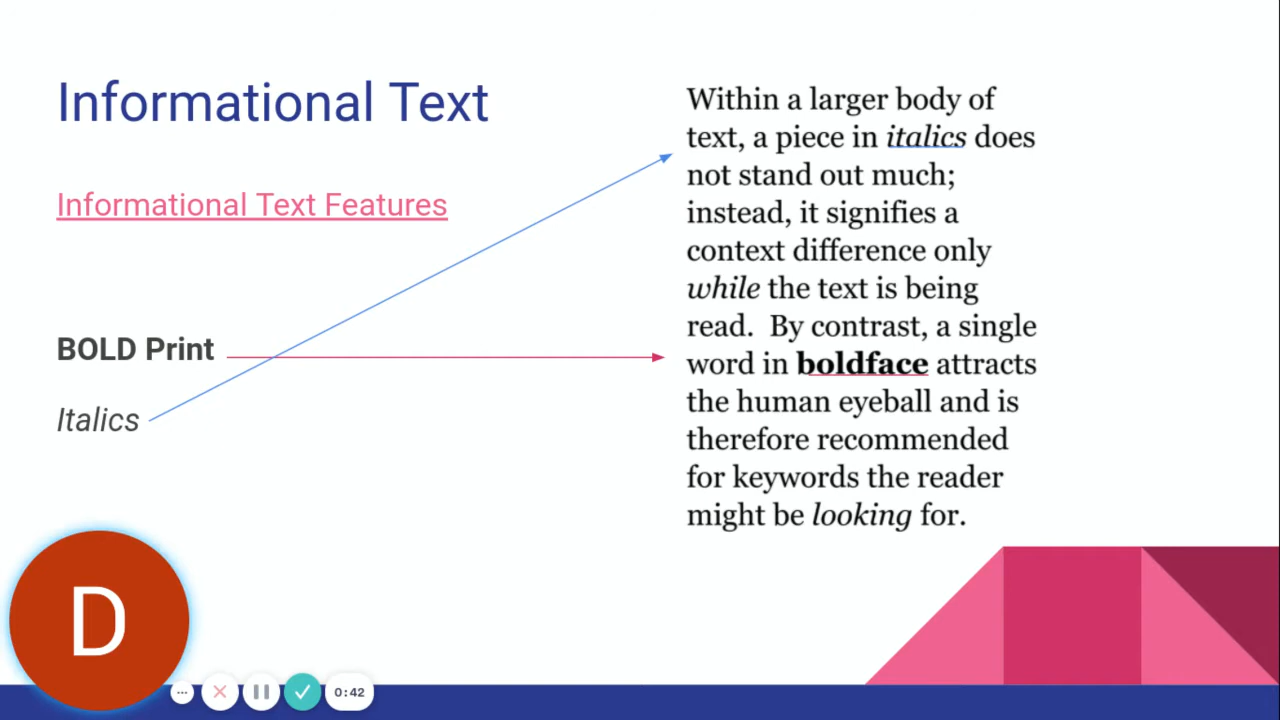 Informational Text
Informational Text Features
BOLD Print
Italics
Within a larger body of
text, a piece in italics does
not stand out much;
instead, it signifies a
context difference only
while the text is being
read.  By contrast, a single
word in boldface attracts
the human eyeball and is
therefore recommended
for keywords the reader
might be looking for.
D
0:42